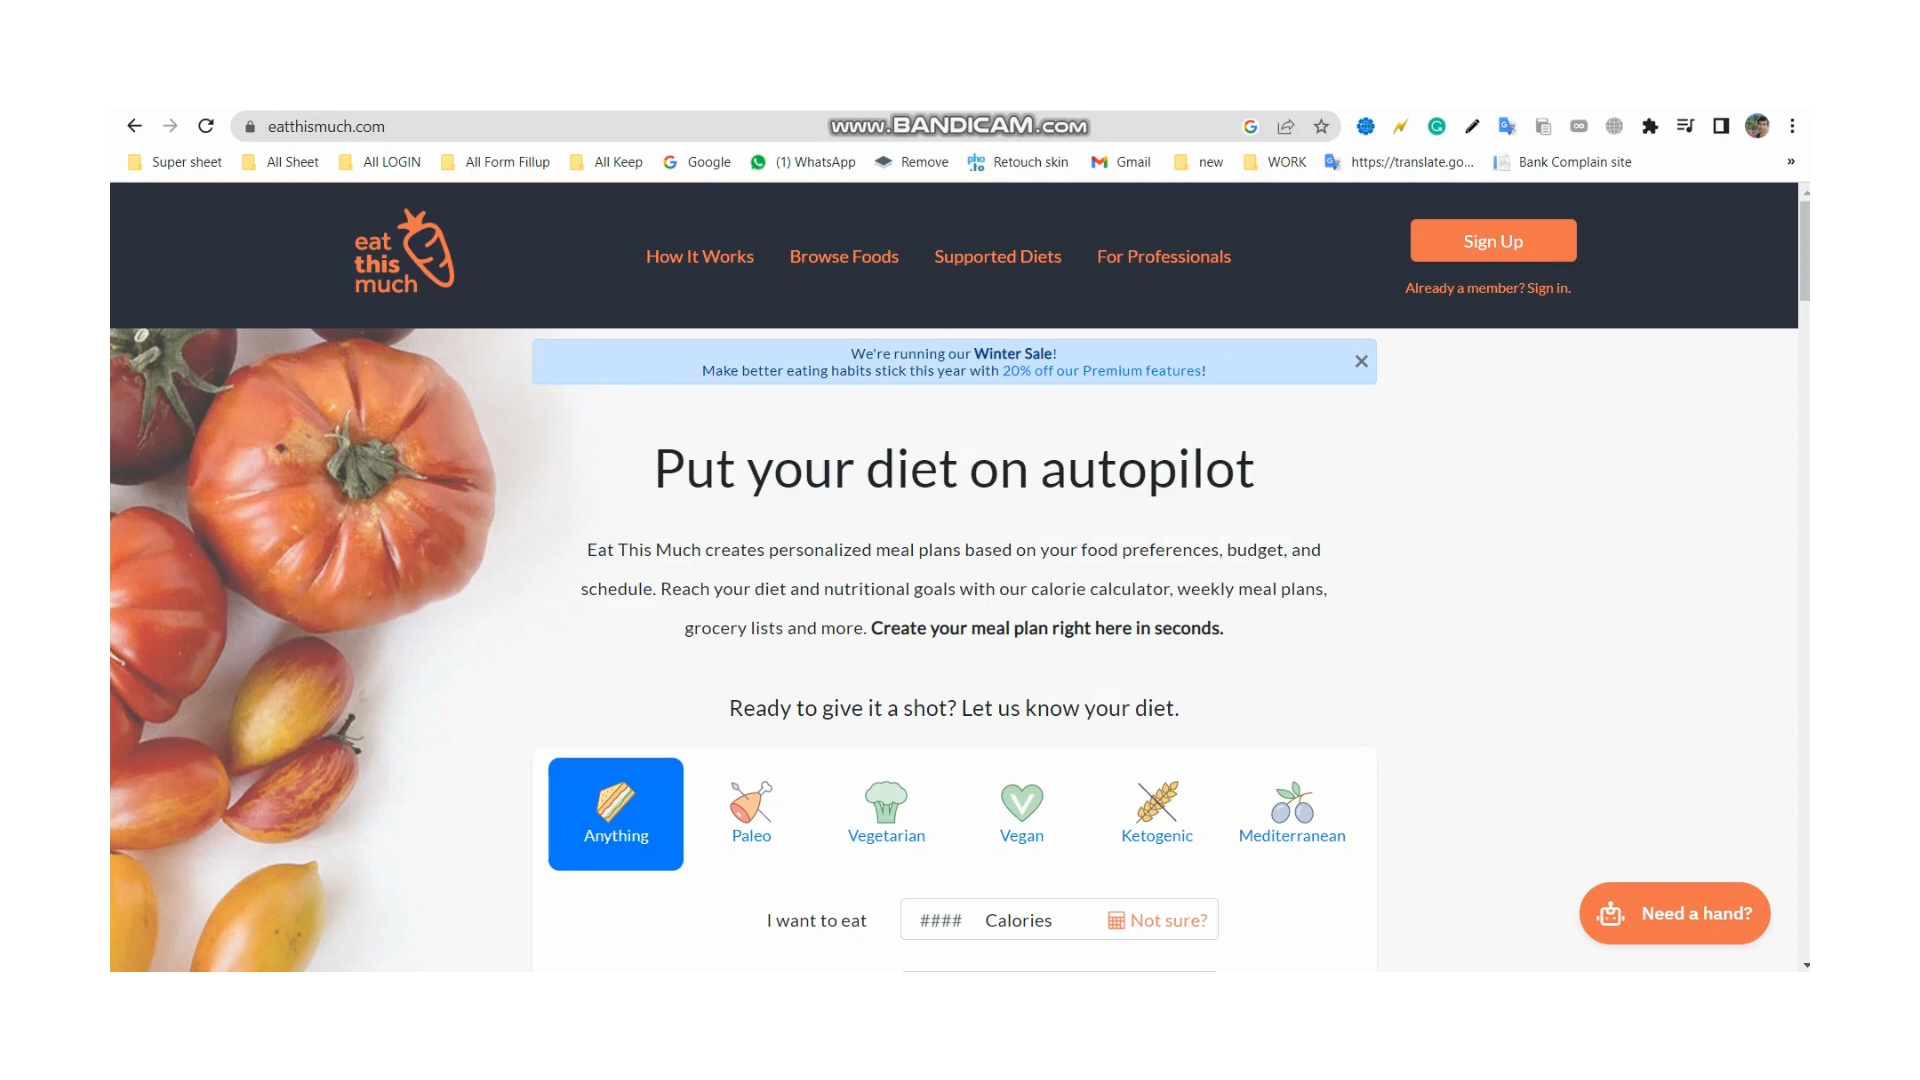 eatthismuch.com
www.BANDICAM.com
Super sheet All Sheet All LOGIN All Form Fillup All Keep Google (1) WhatsApp Remove pho.to Retouch skin Gmail new WORK https://translate.go... Bank Complain site »
eat
this
much
How It Works Browse Foods Supported Diets For Professionals
Sign Up
Already a member? Sign in.
We're running our Winter Sale!
Make better eating habits stick this year with 20% off our Premium features!
Put your diet on autopilot
Eat This Much creates personalized meal plans based on your food preferences, budget, and
schedule. Reach your diet and nutritional goals with our calorie calculator, weekly meal plans,
grocery lists and more. Create your meal plan right here in seconds.
Ready to give it a shot? Let us know your diet.
Anything Paleo Vegetarian Vegan Ketogenic Mediterranean
I want to eat #### Calories Not sure?
Need a hand?